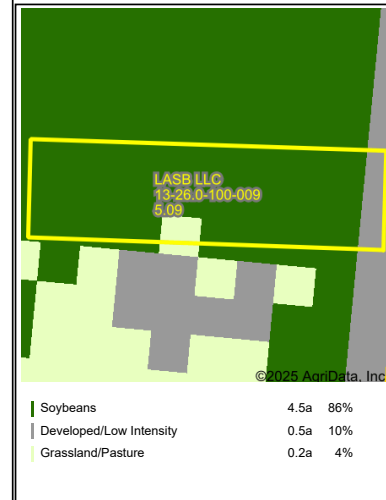 LASB LLC
13-26.0-100-009
5.09
©2025 AgriData, Inc
Soybeans 4.5a 86%
Developed/Low Intensity 0.5a 10%
Grassland/Pasture 0.2a 4%